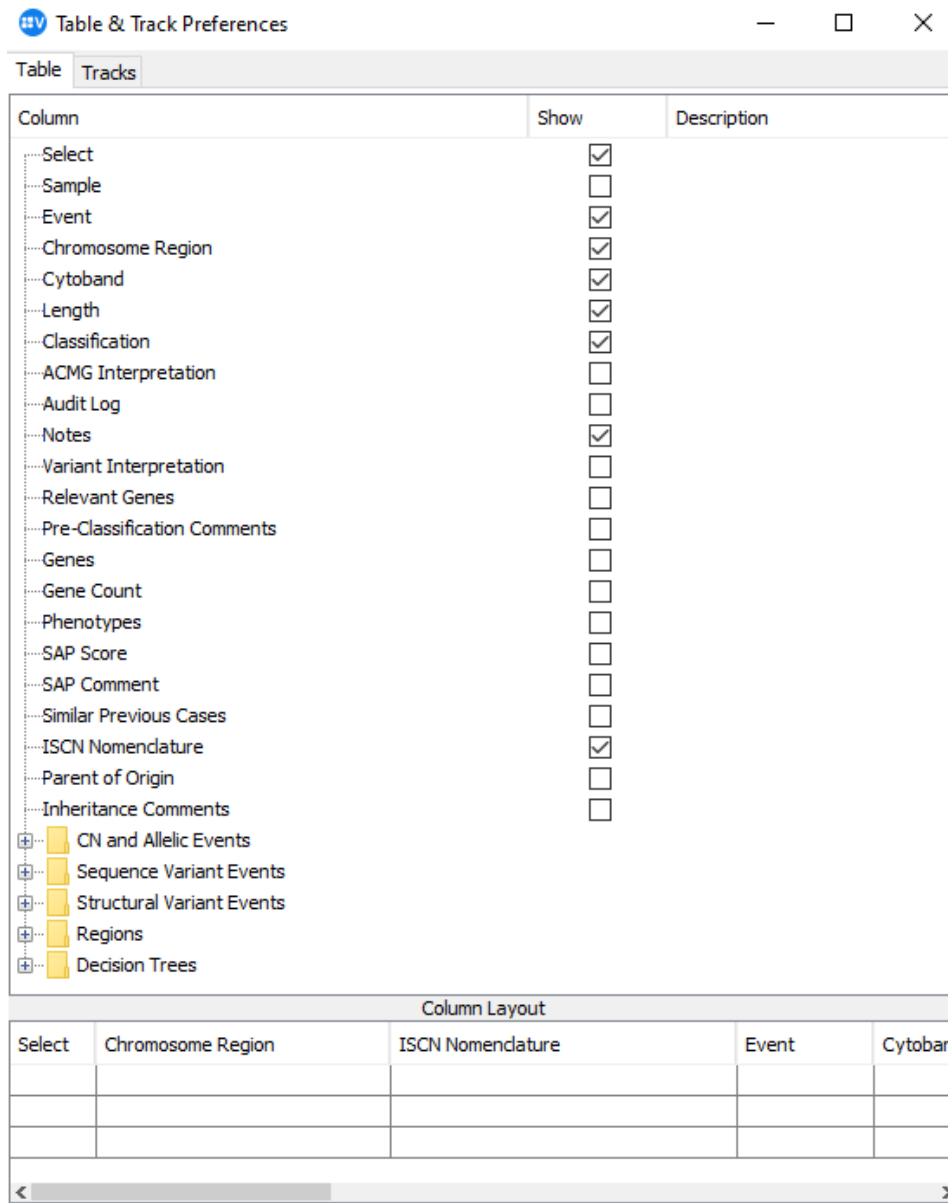 Table & Track Preferences
Table Tracks
Column Show Description
Select
Sample
Event
Chromosome Region
Cytoband
Length
Classification
ACMG Interpretation
Audit Log
Notes
Variant Interpretation
Relevant Genes
Pre-Classification Comments
Genes
Gene Count
Phenotypes
SAP Score
SAP Comment
Similar Previous Cases
ISCN Nomenclature
Parent of Origin
Inheritance Comments
CN and Allelic Events
Sequence Variant Events
Structural Variant Events
Regions
Decision Trees
Column Layout
Select Chromosome Region ISCN Nomenclature Event Cytobar